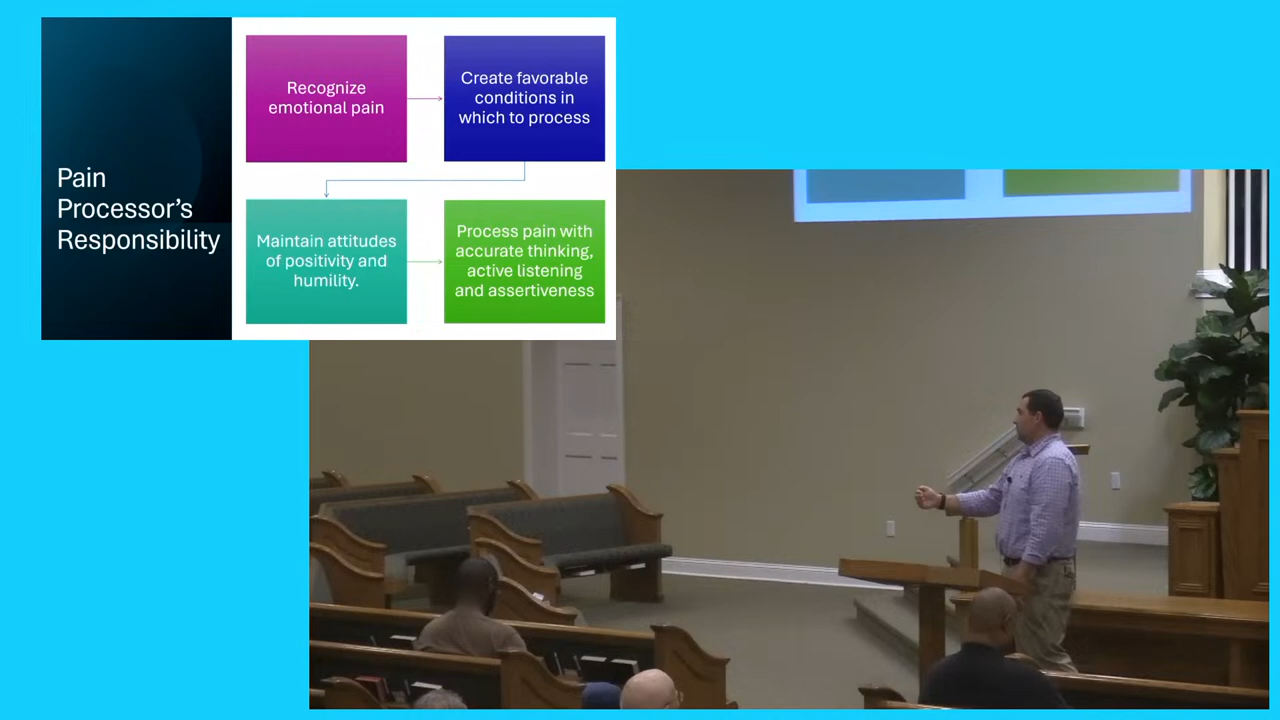 Pain
Processor’s
Responsibility
Recognize
emotional pain
Create favorable
conditions in
which to process
Maintain attitudes
of positivity and
humility.
Process pain with
accurate thinking,
active listening
and assertiveness